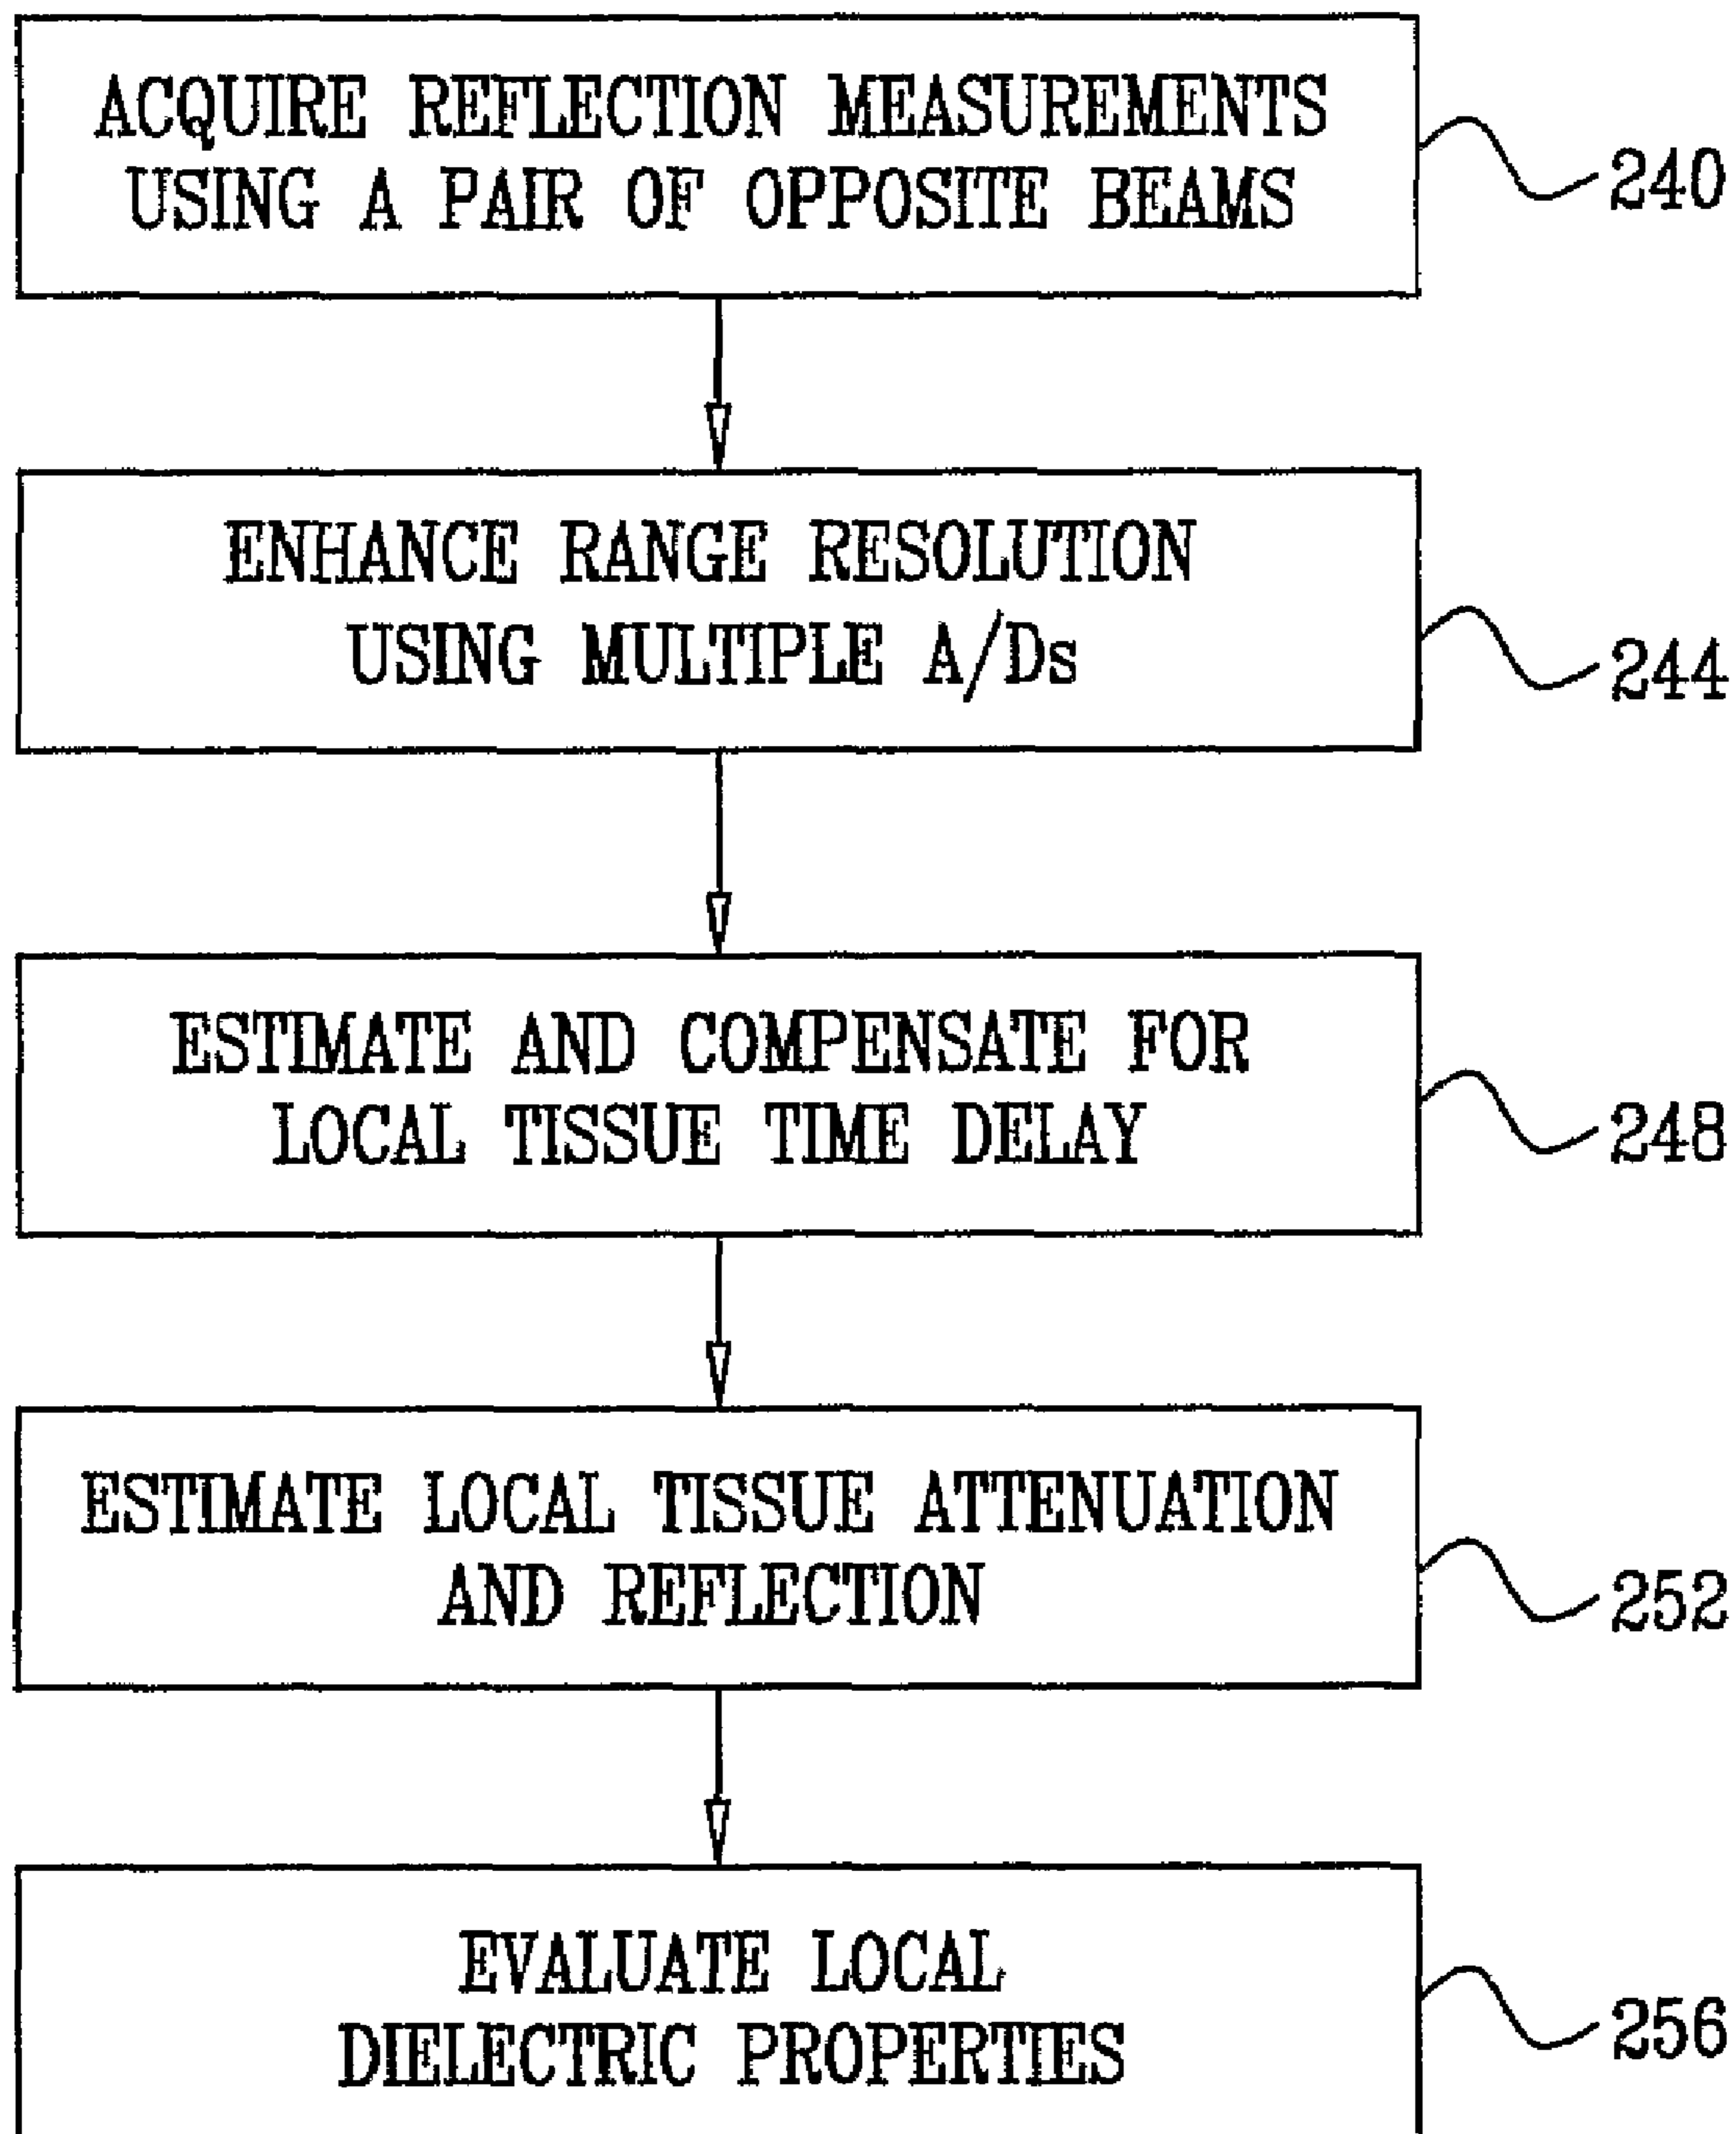 ACQUIRE REFLECTION MEASUREMENTS
USING A PAIR OF OPPOSITE BEAMS
240
ENHANCE RANGE RESOLUTION
USING MULTIPLE A/Ds
244
ESTIMATE AND COMPENSATE FOR
LOCAL TISSUE TIME DELAY
248
ESTIMATE LOCAL TISSUE ATTENUATION
AND REFLECTION
252
EVALUATE LOCAL
DIELECTRIC PROPERTIES
256